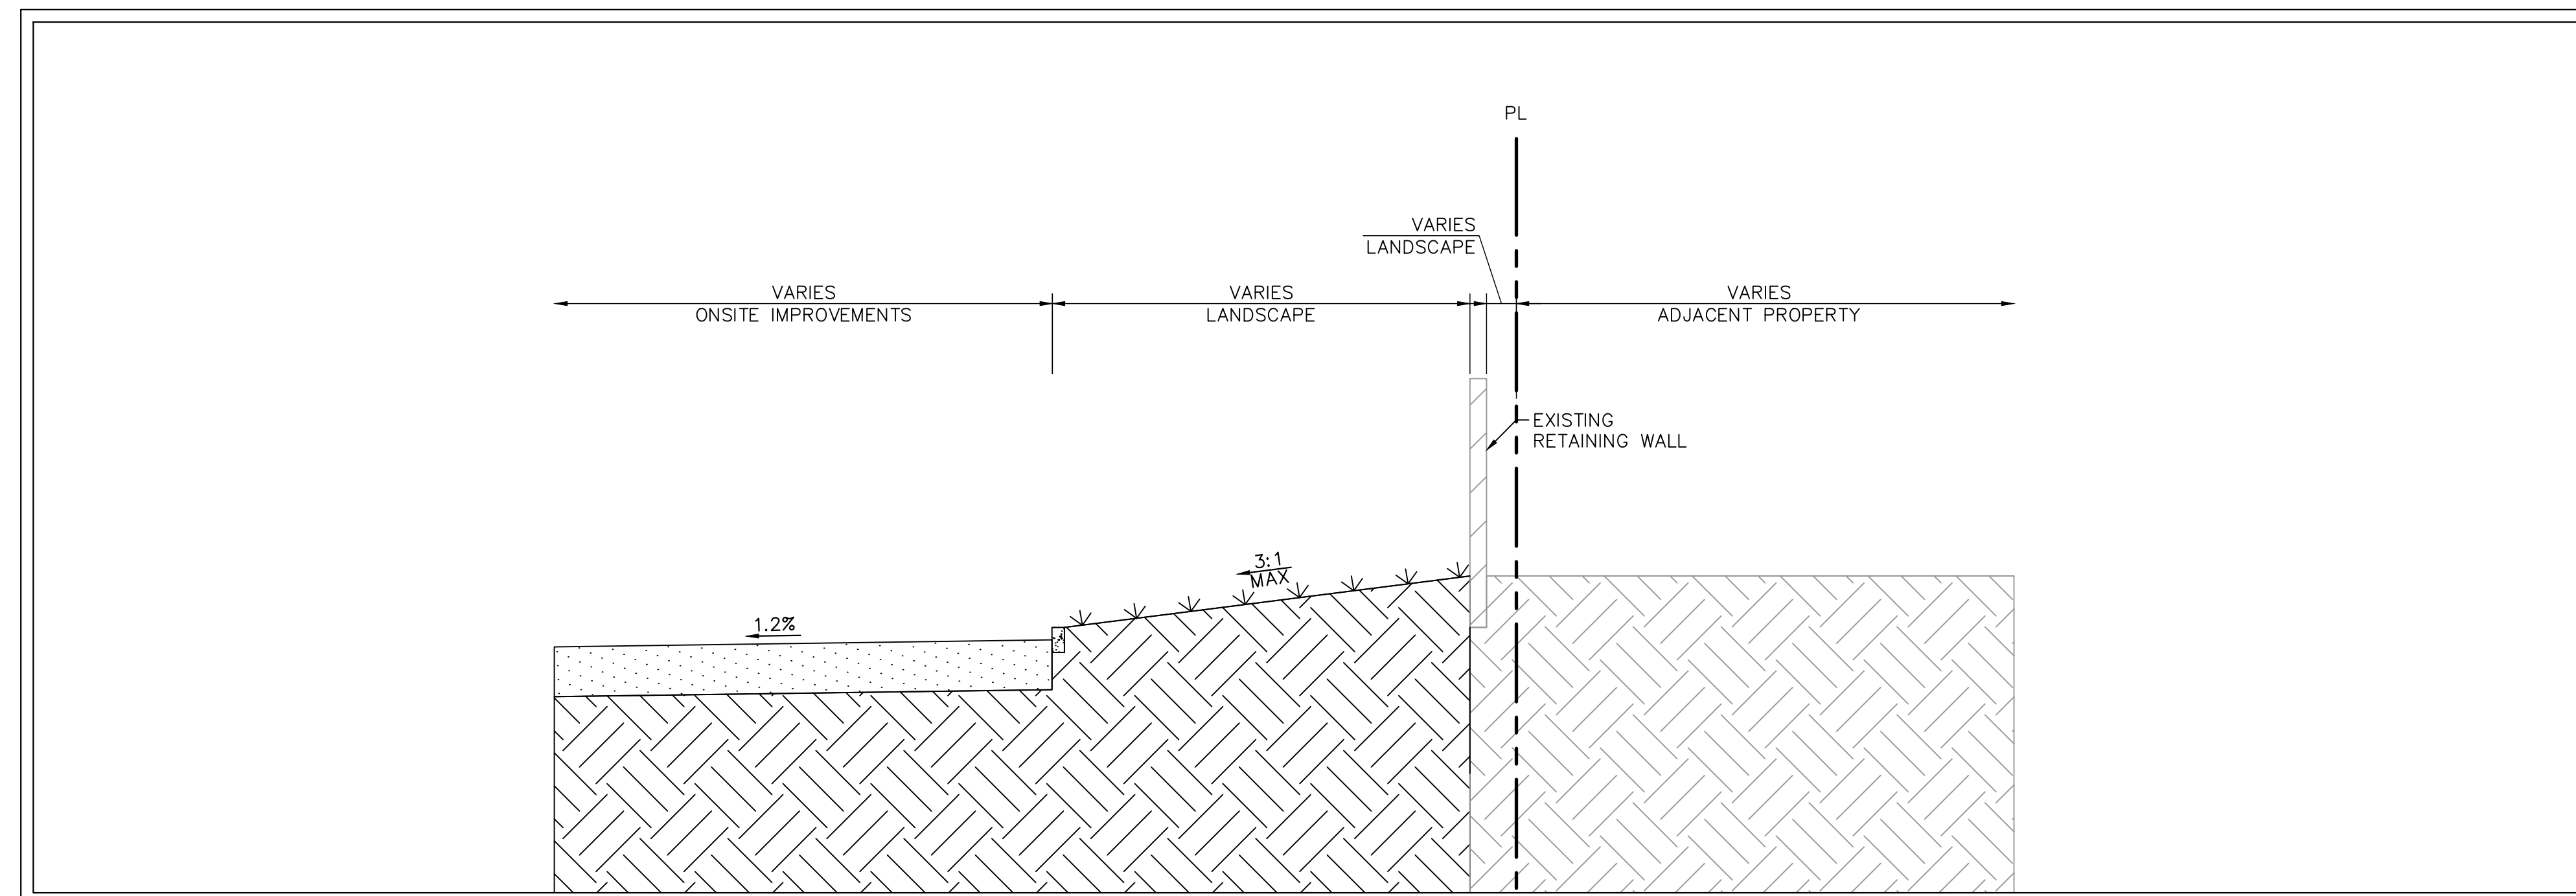 PL
VARIES
LANDSCAPE
VARIES
ONSITE IMPROVEMENTS
VARIES
LANDSCAPE
VARIES
ADJACENT PROPERTY
EXISTING
RETAINING WALL
3:1
MAX
1.2%